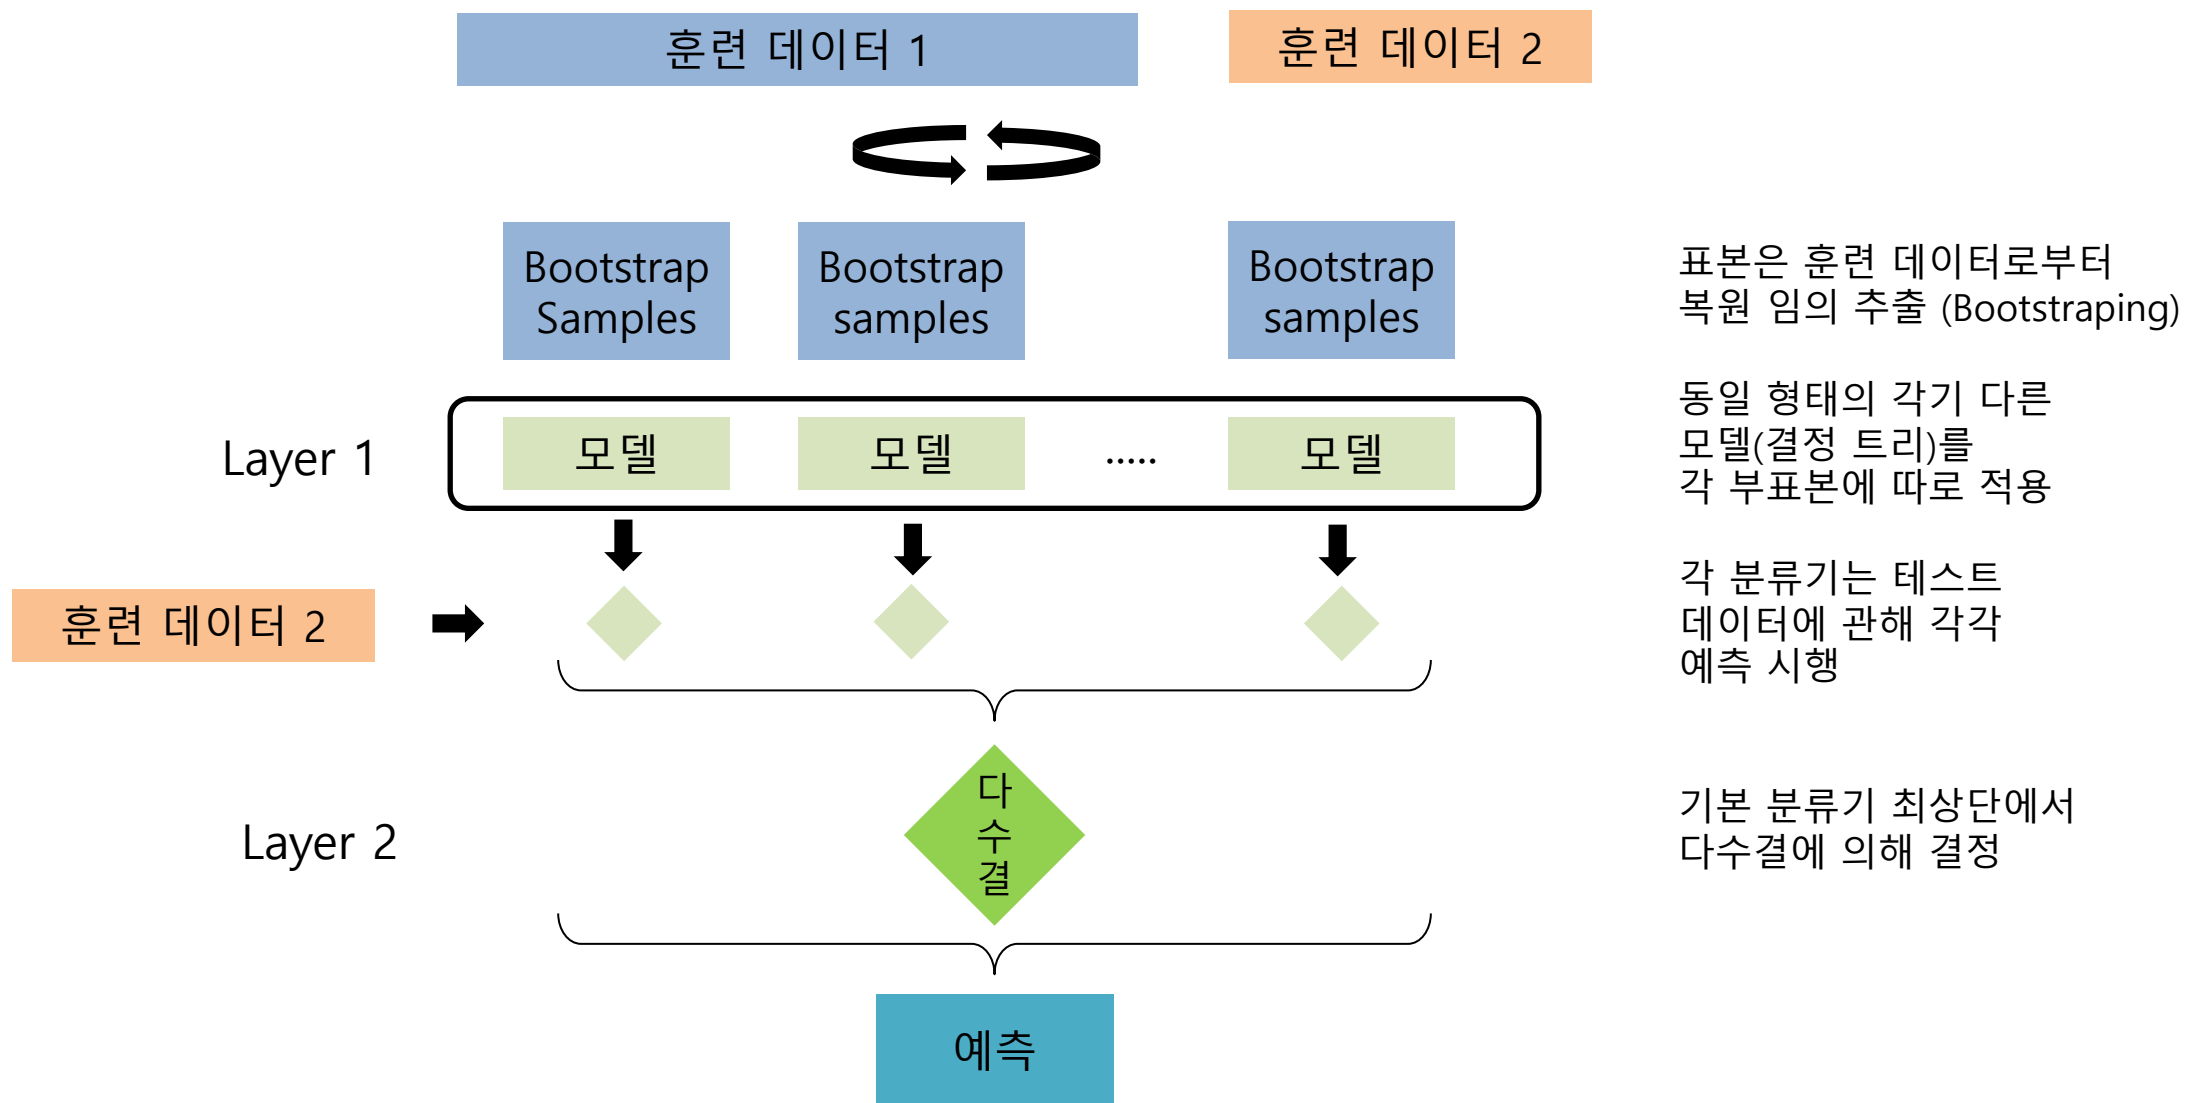 훈련 데이터 1
훈련 데이터 2
Bootstrap
Samples
Bootstrap
samples
Bootstrap
samples
표본은 훈련 데이터로부터
복원 임의 추출 (Bootstraping)
Layer 1
모델
모델
.....
모델
동일 형태의 각기 다른
모델(결정 트리)를
각 부표본에 따로 적용
훈련 데이터 2
각 분류기는 테스트
데이터에 관해 각각
예측 시행
Layer 2
다
수
결
기본 분류기 최상단에서
다수결에 의해 결정
예측